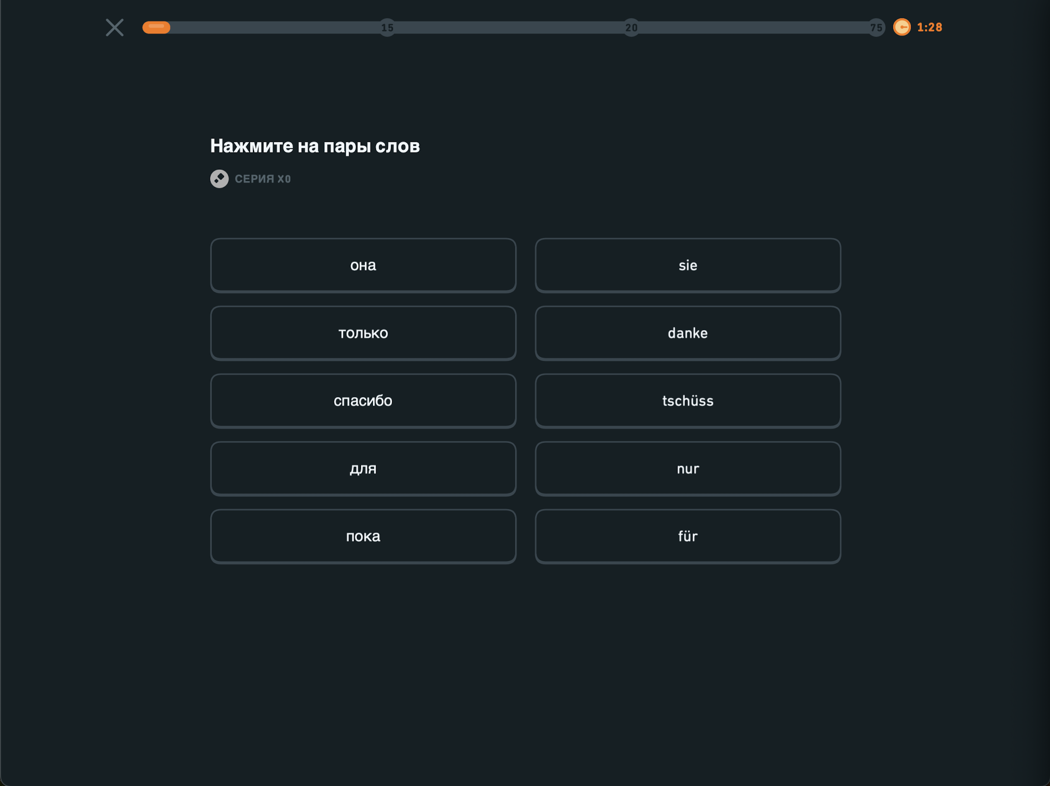 15 20 75 1:28
Нажмите на пары слов
СЕРИЯ X0
она sie
только danke
спасибо tschüss
для nur
пока für